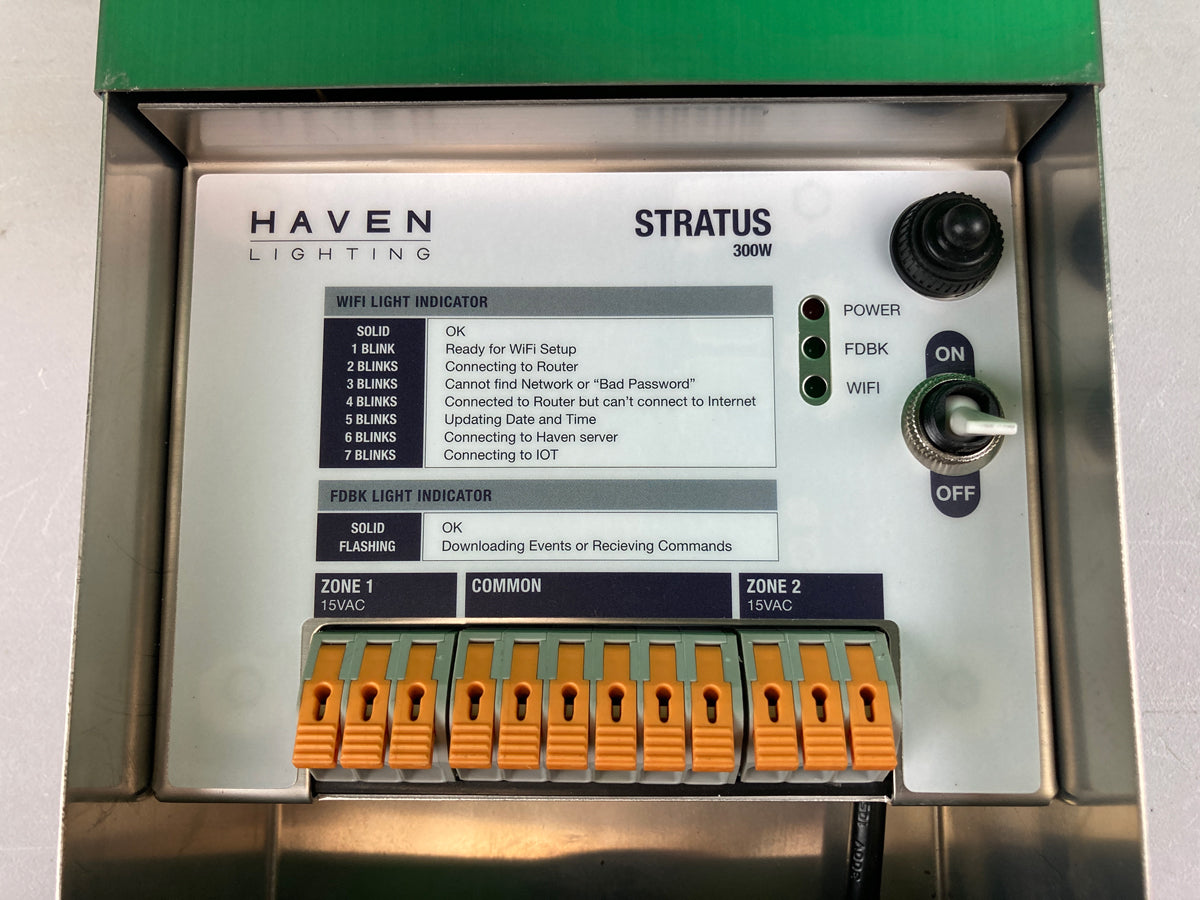 HAVEN
LIGHTING
STRATUS
300W
WIFI LIGHT INDICATOR
SOLID OK
1 BLINK Ready for WiFi Setup
2 BLINKS Connecting to Router
3 BLINKS Cannot find Network or “Bad Password”
4 BLINKS Connected to Router but can’t connect to Internet
5 BLINKS Updating Date and Time
6 BLINKS Connecting to Haven server
7 BLINKS Connecting to IOT
POWER
FDBK
WIFI
ON
OFF
FDBK LIGHT INDICATOR
SOLID OK
FLASHING Downloading Events or Recieving Commands
ZONE 1 COMMON ZONE 2
15VAC 15VAC